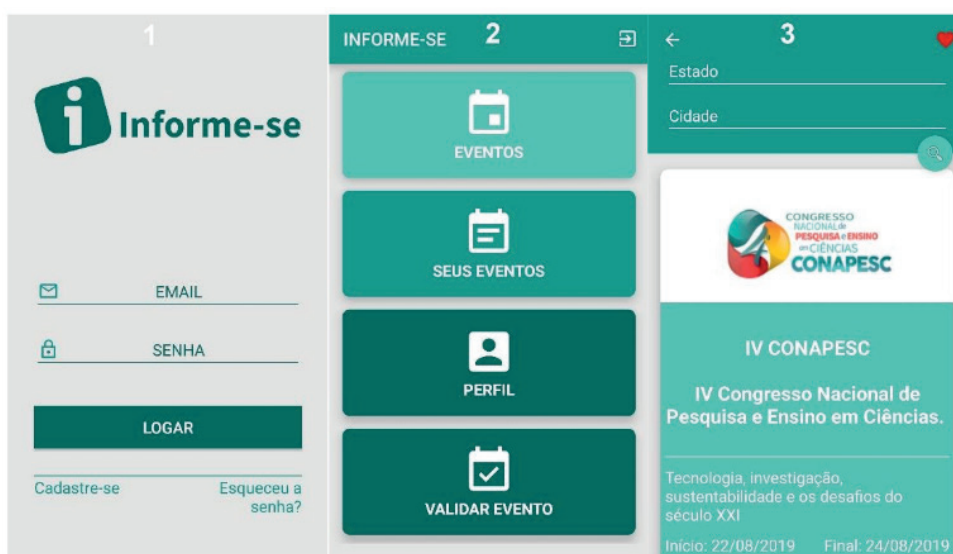 1
Informe-se
EMAIL
SENHA
LOGAR
Cadastre-se
Esqueceu a
senha?
INFORME-SE
2
EVENTOS
SEUS EVENTOS
PERFIL
VALIDAR EVENTO
3
Estado
Cidade
CONGRESSO
NACIONAL de
PESQUISA e ENSINO
em CIÊNCIAS
CONAPESC
IV CONAPESC
IV Congresso Nacional de
Pesquisa e Ensino em Ciências.
Tecnologia, investigação,
sustentabilidade e os desafios do
século XXI
Início: 22/08/2019 Final: 24/08/2019